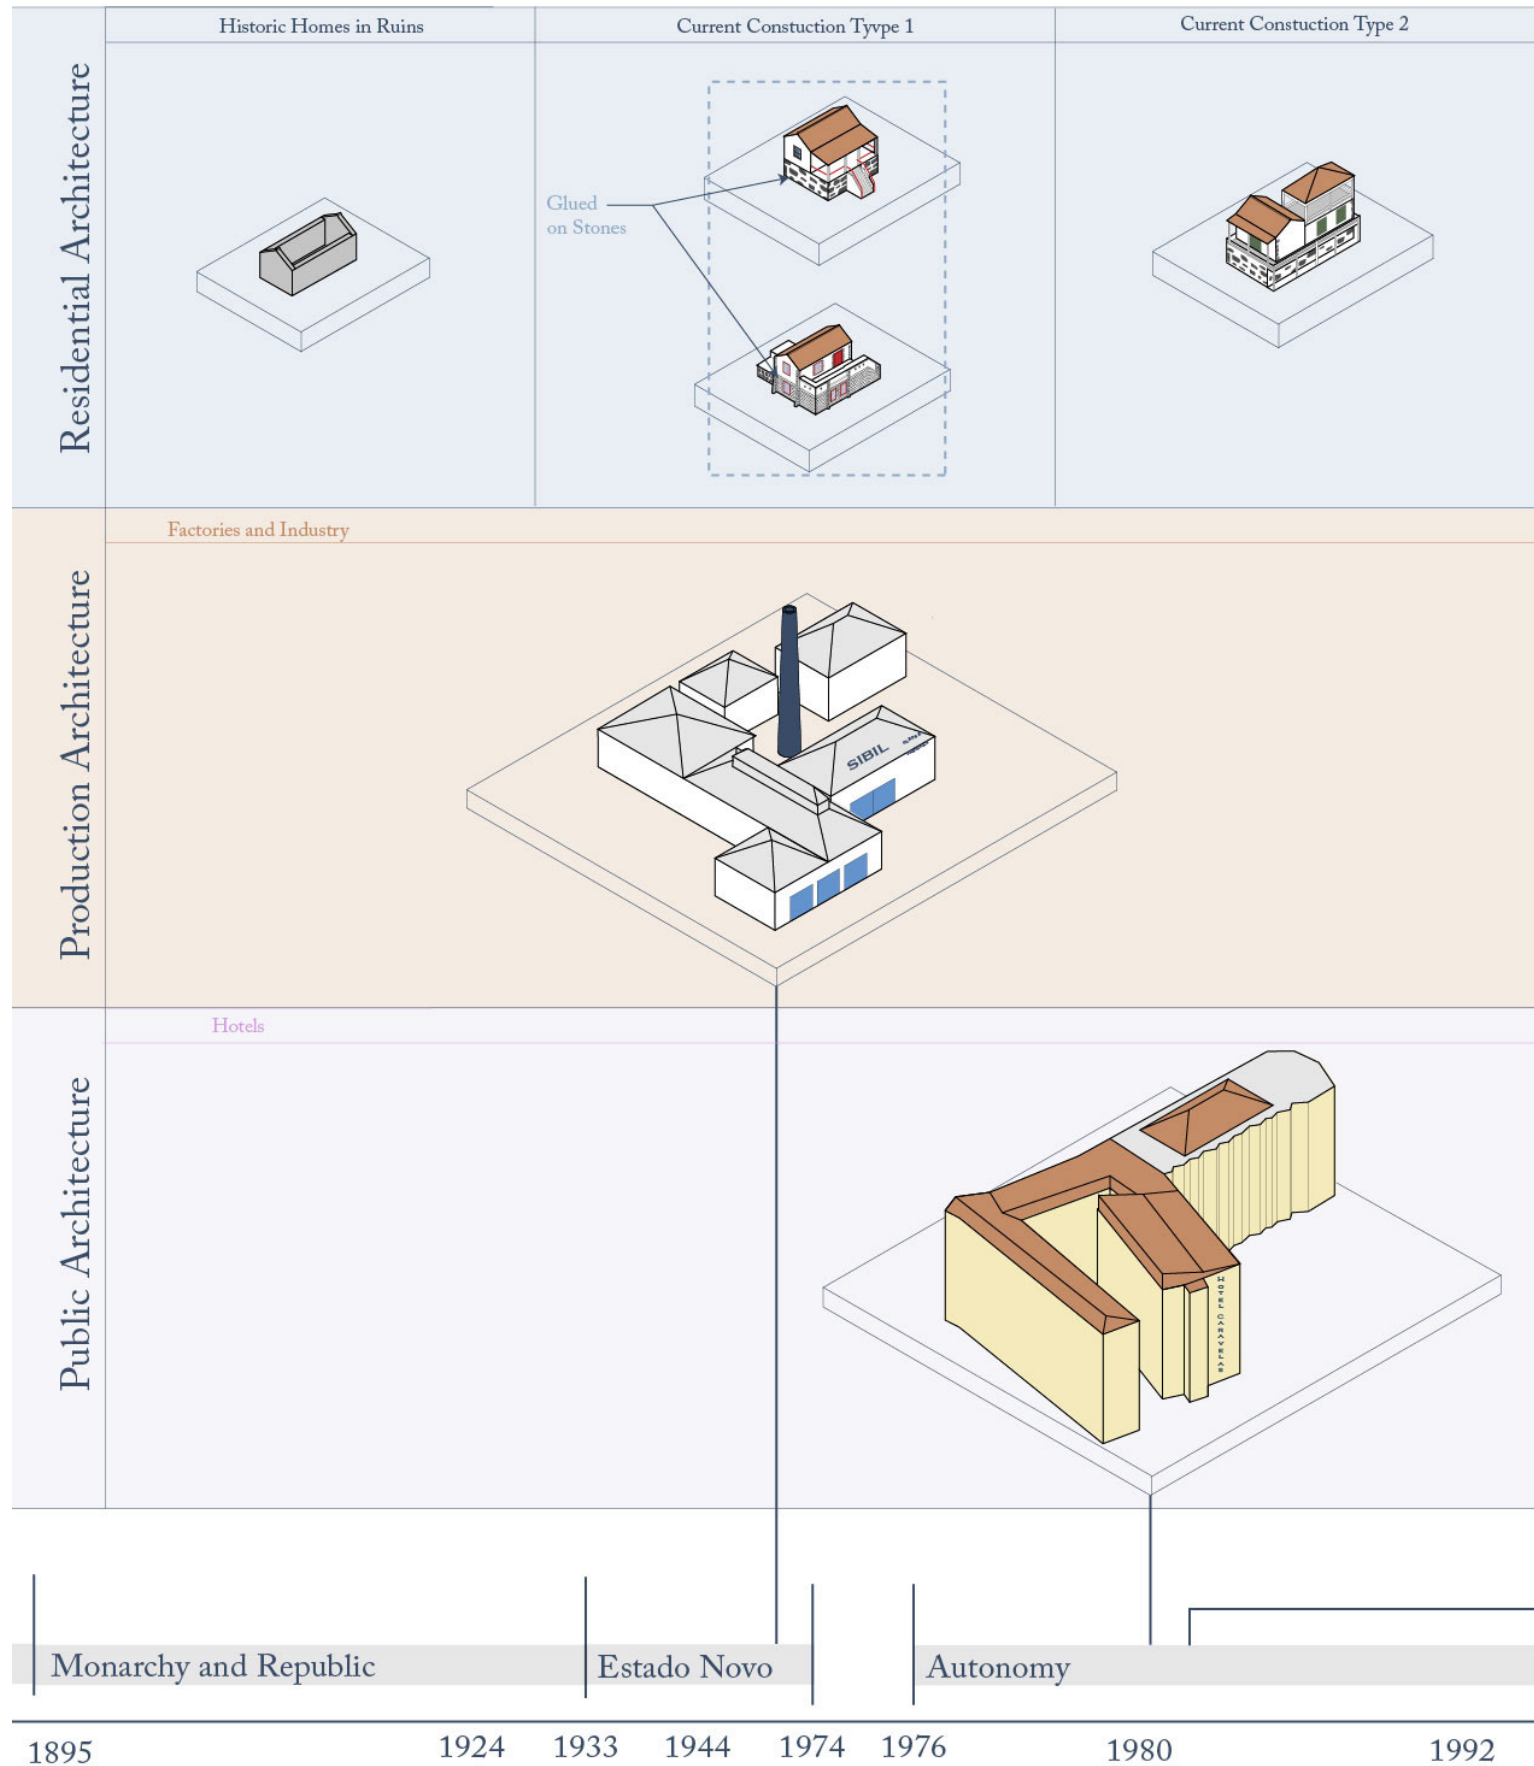 Historic Homes in Ruins
Current Constuction Tyvpe 1
Current Constuction Type 2
Residential Architecture
Glued
on Stones
Factories and Industry
Production Architecture
SIBIL
Hotels
Public Architecture
HOTEL CARAVELAS
Monarchy and Republic
Estado Novo
Autonomy
1895
1924
1933
1944
1974
1976
1980
1992